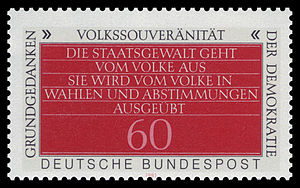 » VOLKSSOUVERÄNITÄT «
GRUNDGEDANKEN
DER DEMOKRATIE
DIE STAATSGEWALT GEHT
VOM VOLKE AUS
SIE WIRD VOM VOLKE IN
WAHLEN UND ABSTIMMUNGEN
AUSGEÜBT
60
DEUTSCHE BUNDESPOST